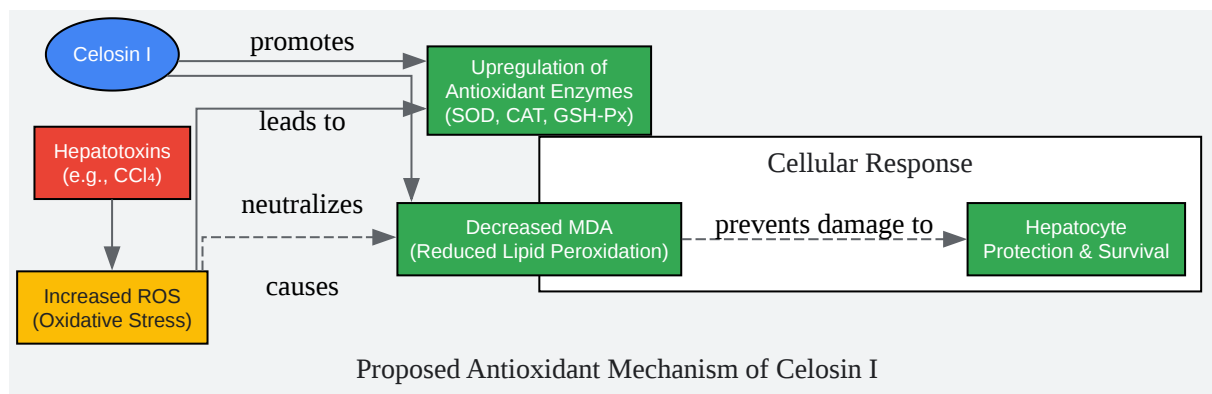 Celosin I
promotes
Upregulation of
Antioxidant Enzymes
(SOD, CAT, GSH-Px)
leads to
Hepatotoxins
(e.g., CCl₄)
Cellular Response
neutralizes
Decreased MDA
(Reduced Lipid Peroxidation)
prevents damage to
Hepatocyte
Protection & Survival
causes
Increased ROS
(Oxidative Stress)
Proposed Antioxidant Mechanism of Celosin I